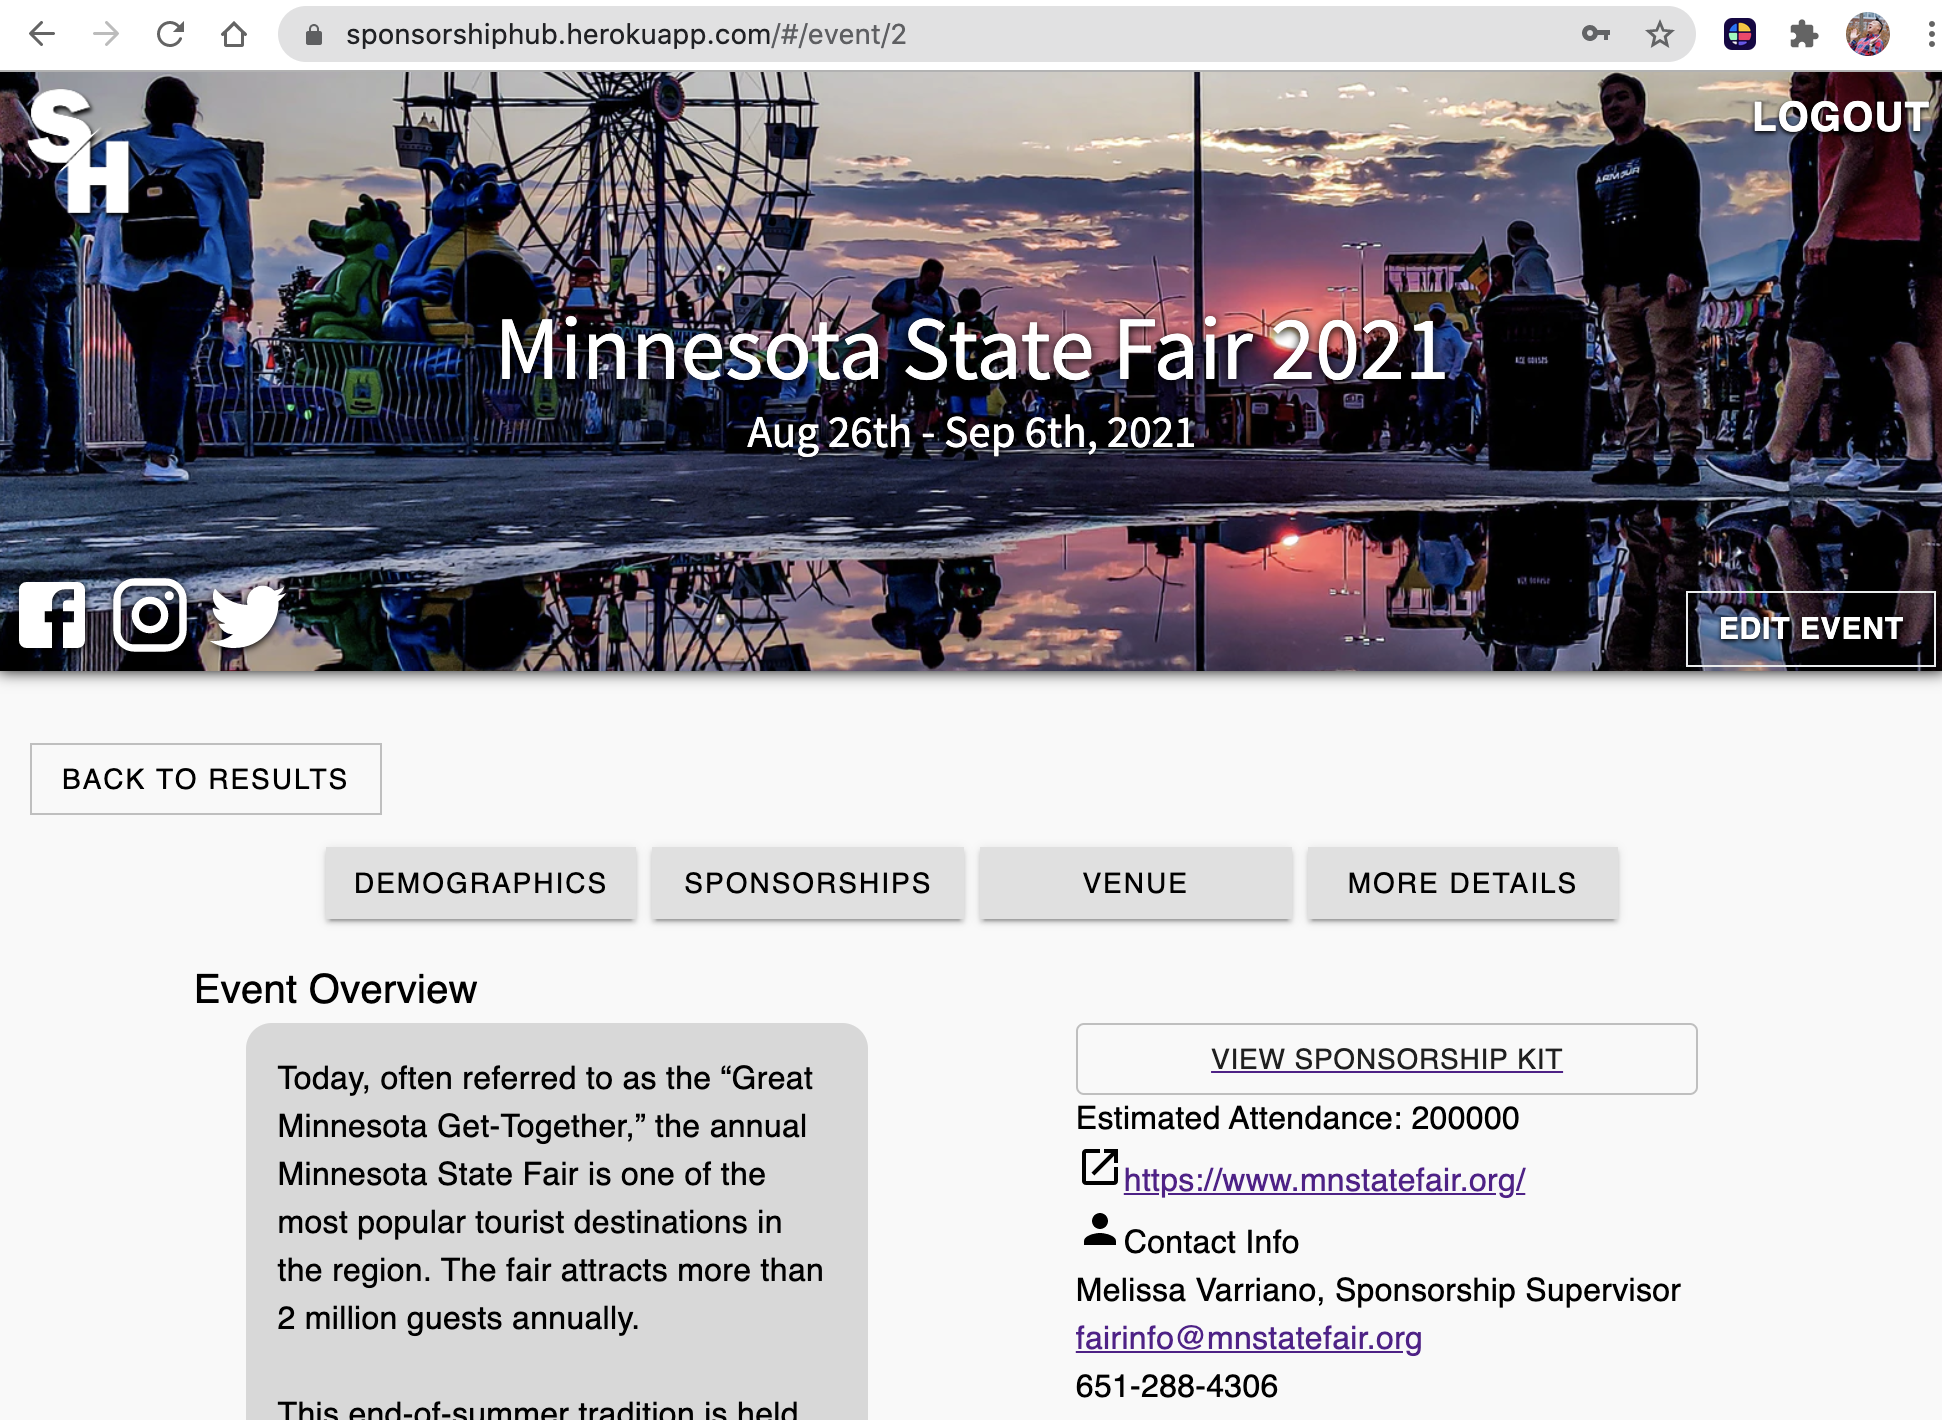 sponsorshiphub.herokuapp.com/#/event/2
SH
LOGOUT
Minnesota State Fair 2021
Aug 26th - Sep 6th, 2021
EDIT EVENT
BACK TO RESULTS
DEMOGRAPHICS
SPONSORSHIPS
VENUE
MORE DETAILS
Event Overview
Today, often referred to as the “Great
Minnesota Get-Together,” the annual
Minnesota State Fair is one of the
most popular tourist destinations in
the region. The fair attracts more than
2 million guests annually.
This end-of-summer tradition is held
VIEW SPONSORSHIP KIT
Estimated Attendance: 200000
https://www.mnstatefair.org/
Contact Info
Melissa Varriano, Sponsorship Supervisor
fairinfo@mnstatefair.org
651-288-4306